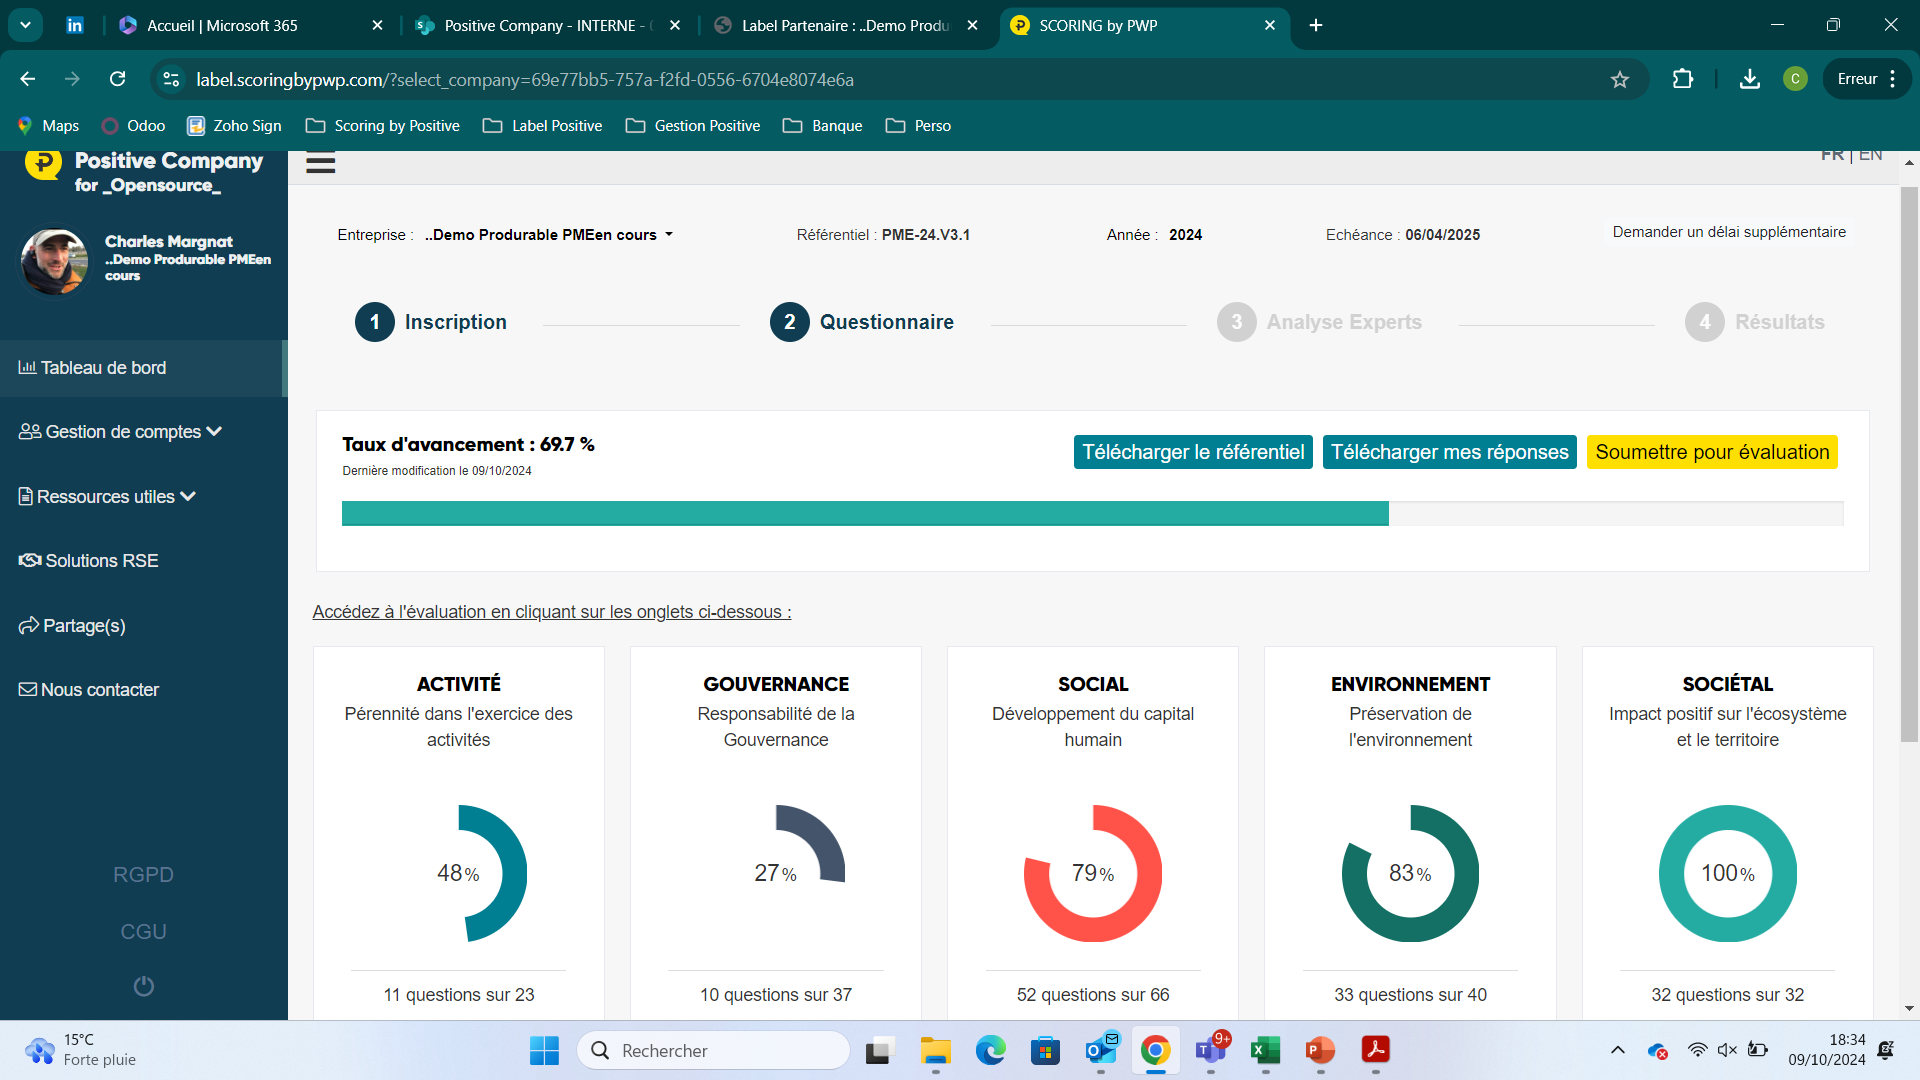 Accueil | Microsoft 365
Positive Company - INTERNE -
Label Partenaire : ..Demo Produ
SCORING by PWP
label.scoringbypwp.com/?select_company=69e77bb5-757a-f2fd-0556-6704e8074e6a
C
Erreur
Maps
Odoo
Zoho Sign
Scoring by Positive
Label Positive
Gestion Positive
Banque
Perso
Positive Company
for _Opensource_
FR | EN
Charles Margnat
..Demo Produrable PMEen
cours
Entreprise : ..Demo Produrable PMEen cours
Référentiel : PME-24.V3.1
Année : 2024
Echéance : 06/04/2025
Demander un délai supplémentaire
1 Inscription
2 Questionnaire
3 Analyse Experts
4 Résultats
Tableau de bord
Gestion de comptes
Ressources utiles
Solutions RSE
Partage(s)
Nous contacter
RGPD
CGU
Taux d'avancement : 69.7 %
Dernière modification le 09/10/2024
Télécharger le référentiel
Télécharger mes réponses
Soumettre pour évaluation
Accédez à l'évaluation en cliquant sur les onglets ci-dessous :
ACTIVITÉ
Pérennité dans l'exercice des
activités
48%
11 questions sur 23
GOUVERNANCE
Responsabilité de la
Gouvernance
27%
10 questions sur 37
SOCIAL
Développement du capital
humain
79%
52 questions sur 66
ENVIRONNEMENT
Préservation de
l'environnement
83%
33 questions sur 40
SOCIÉTAL
Impact positif sur l'écosystème
et le territoire
100%
32 questions sur 32
15°C
Forte pluie
Rechercher
9+
18:34
09/10/2024